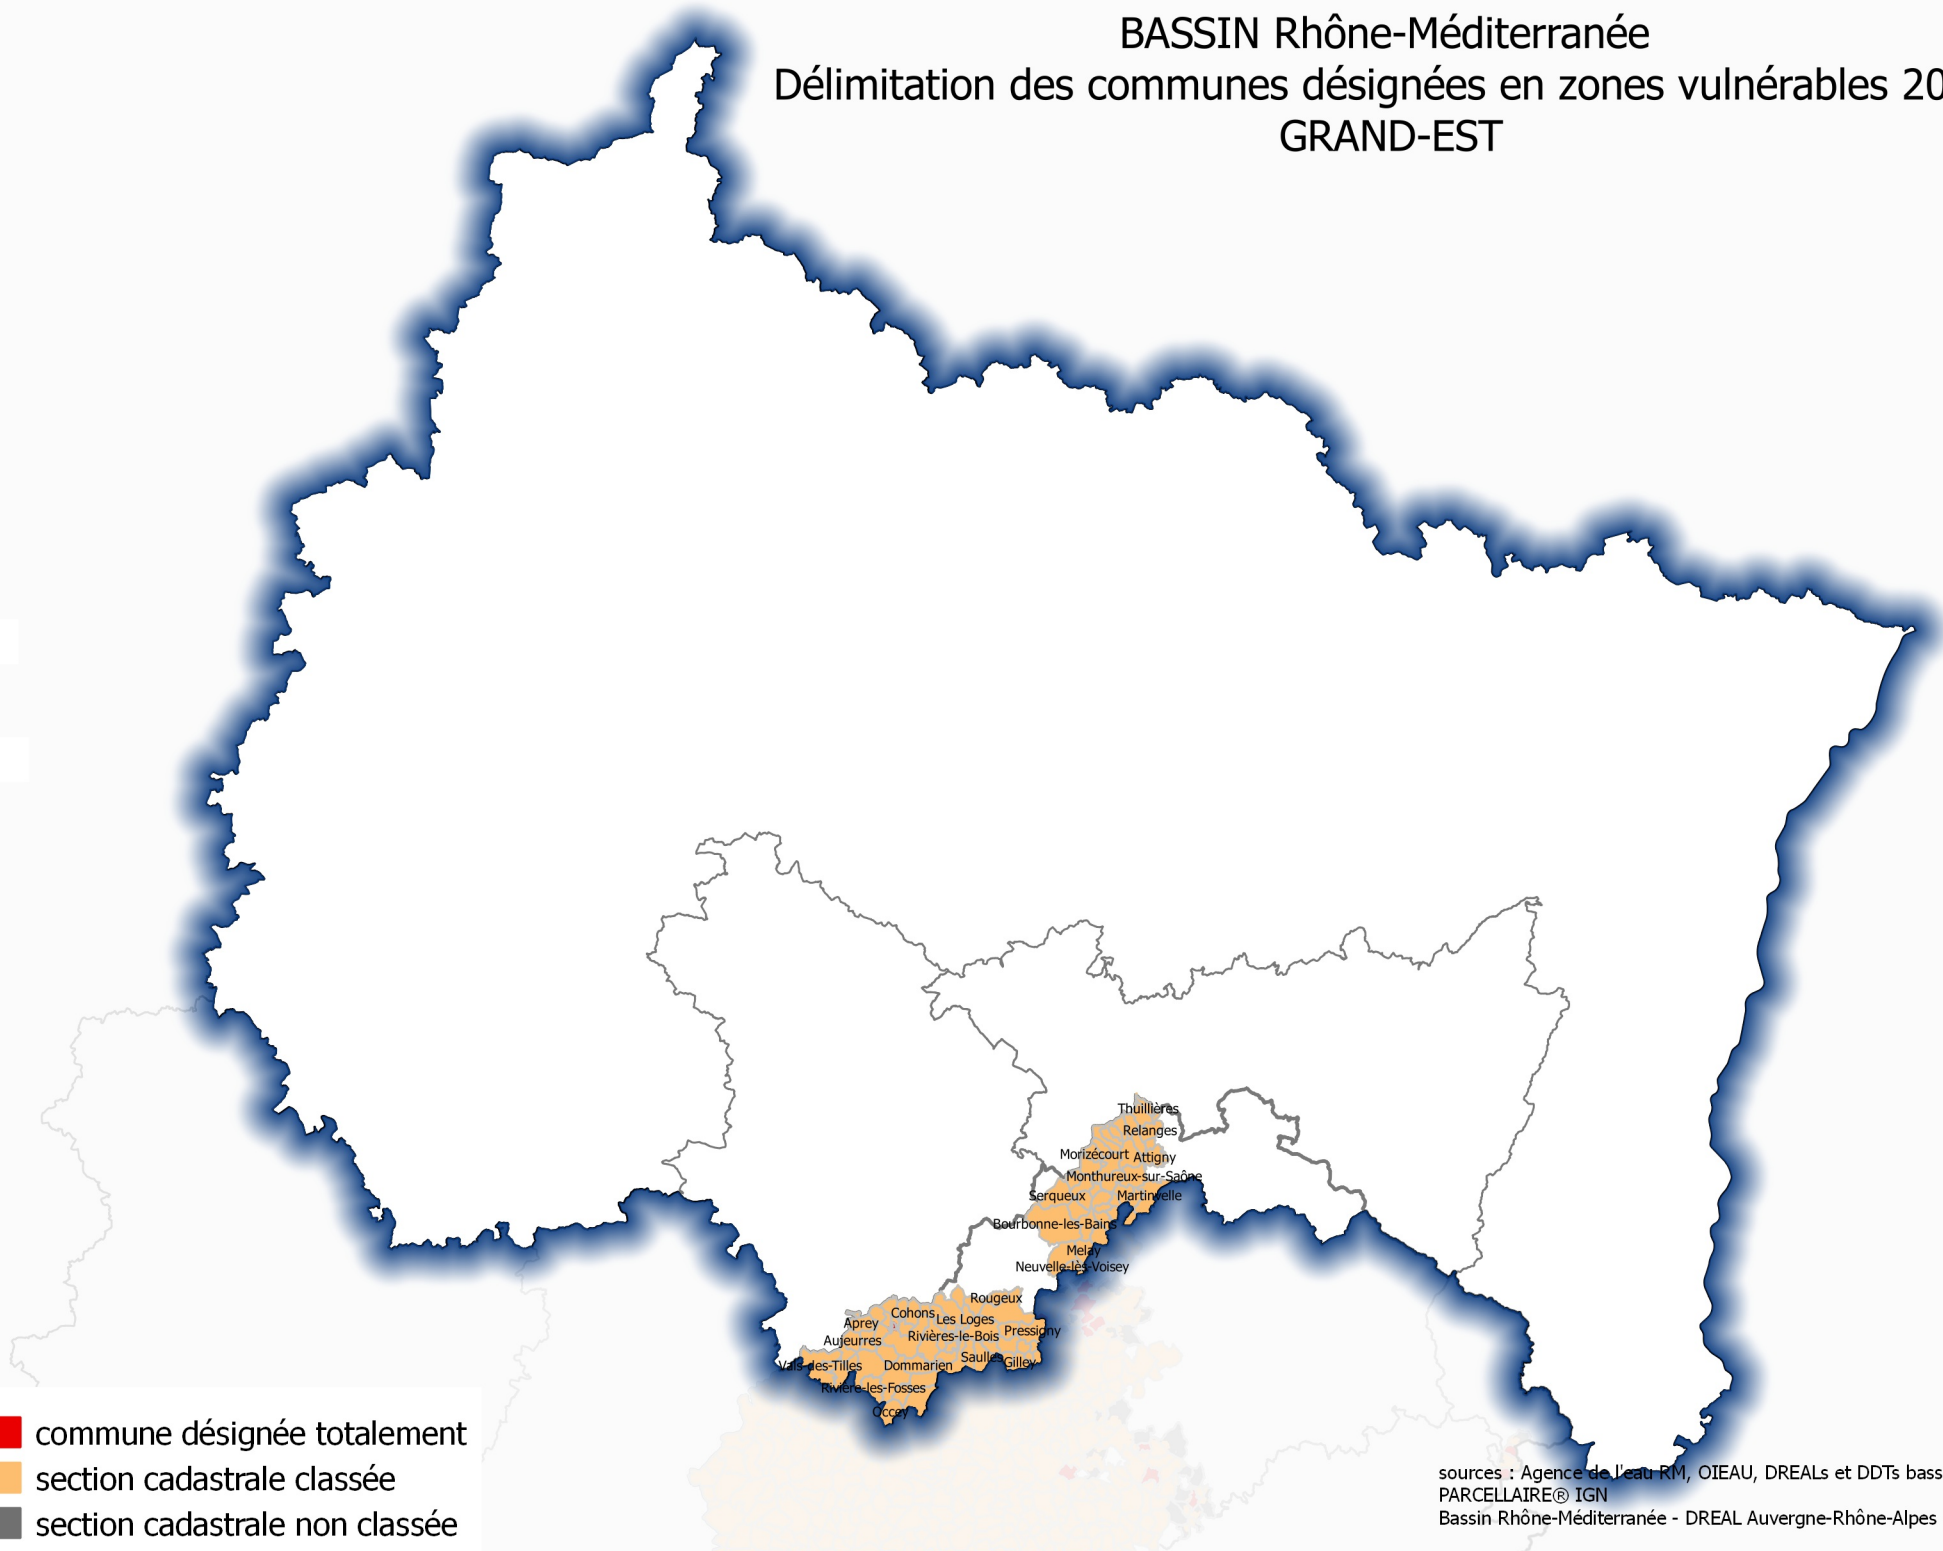 BASSIN Rhône-Méditerranée
Délimitation des communes désignées en zones vulnérables 20
GRAND-EST
Thuillières
Relanges
Morizécourt
Attigny
Monthureux-sur-Saône
Serqueux
Martinvelle
Bourbonne-les-Bains
Melay
Neuvelle-lès-Voisey
Rougeux
Cohons
Les Loges
Aprey
Pressigny
Aujeurres
Rivières-le-Bois
Saulles
Gilley
Vals-des-Tilles
Dommarien
Rivière-les-Fosses
Occey
commune désignée totalement
section cadastrale classée
section cadastrale non classée
sources : Agence de l'eau RM, OIEAU, DREALs et DDTs bass
PARCELLAIRE® IGN
Bassin Rhône-Méditerranée - DREAL Auvergne-Rhône-Alpes